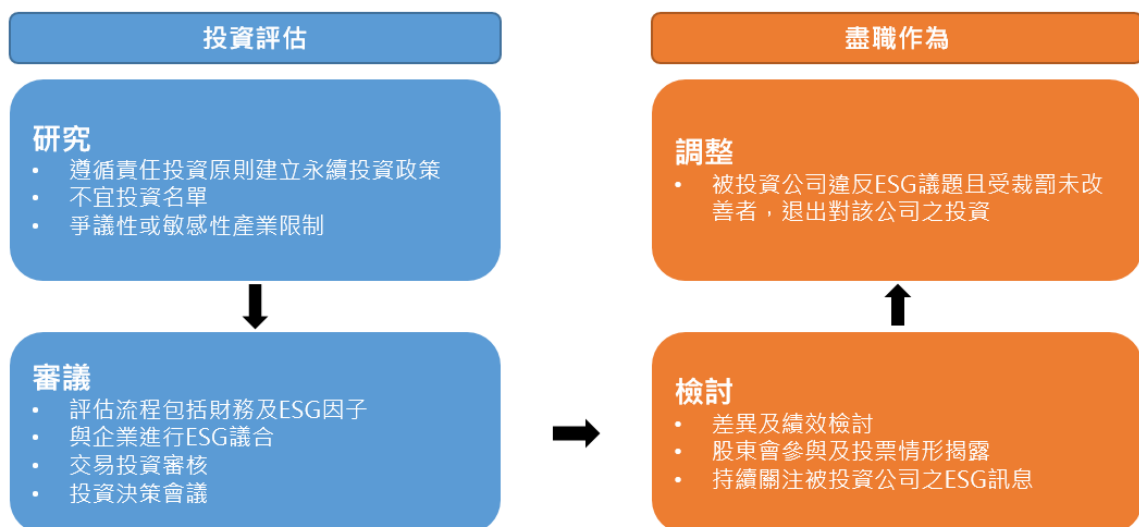 投資評估
研究
• 遵循責任投資原則建立永續投資政策
• 不宜投資名單
• 爭議性或敏感性產業限制
審議
• 評估流程包括財務及ESG因子
• 與企業進行ESG議合
• 交易投資審核
• 投資決策會議
盡職作為
調整
• 被投資公司違反ESG議題且受裁罰未改
善者，退出對該公司之投資
檢討
• 差異及績效檢討
• 股東會參與及投票情形揭露
• 持續關注被投資公司之ESG訊息